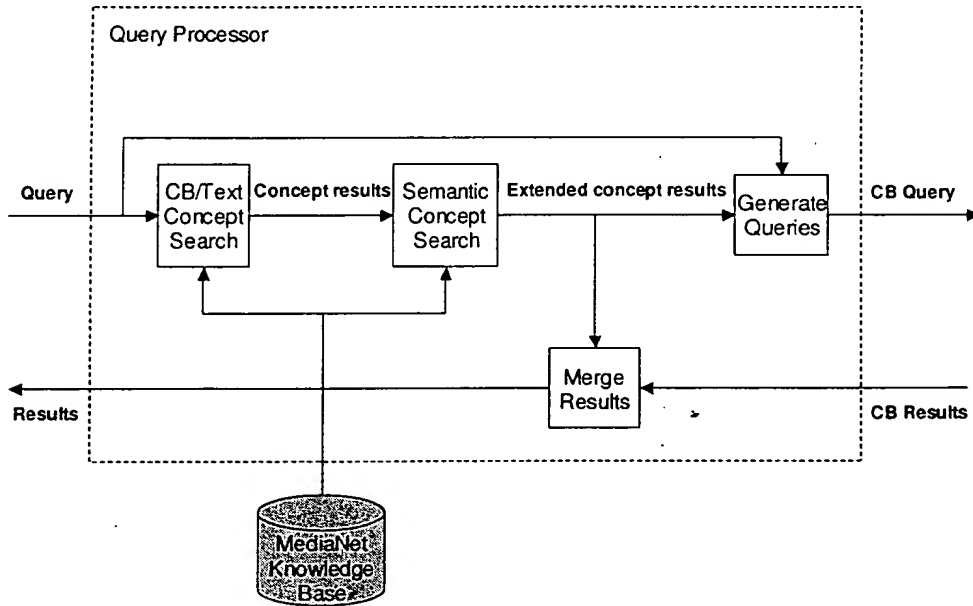 Query Processor
Query
CB/Text
Concept
Search
Concept results
Semantic
Concept
Search
Extended concept results
Generate
Queries
CB Query
Merge
Results
Results
CB Results
MediaNet
Knowledge
Base